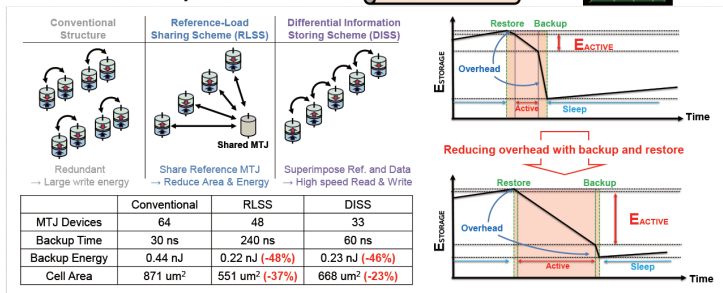 Conventional
Structure
Reference-Load
Sharing Scheme (RLSS)
Differential Information
Storing Scheme (DISS)
Shared MTJ
Redundant
→ Large write energy
Share Reference MTJ
→ Reduce Area & Energy
Superimpose Ref. and Data
→ High speed Read & Write
Conventional RLSS DISS
MTJ Devices 64 48 33
Backup Time 30 ns 240 ns 60 ns
Backup Energy 0.44 nJ 0.22 nJ (-48%) 0.23 nJ (-46%)
Cell Area 871 um² 551 um² (-37%) 668 um² (-23%)
Restore Backup
EACTIVE
Overhead
ESTORAGE
Active
Sleep
Time
Reducing overhead with backup and restore
Restore Backup
EACTIVE
Overhead
ESTORAGE
Active
Sleep
Time